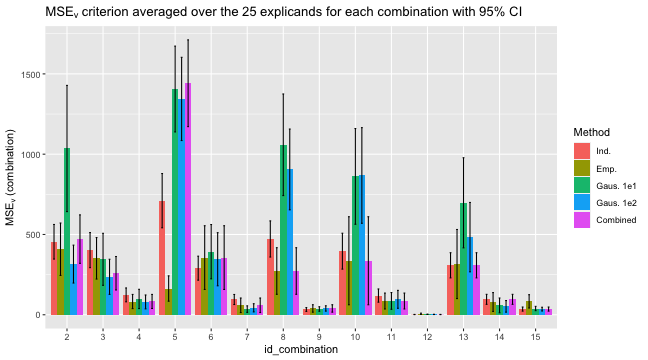 MSEᵥ criterion averaged over the 25 explicands for each combination with 95% CI
MSEᵥ (combination)
1500
1000
500
0
2 3 4 5 6 7 8 9 10 11 12 13 14 15
id_combination
Method
Ind.
Emp.
Gaus. 1e1
Gaus. 1e2
Combined